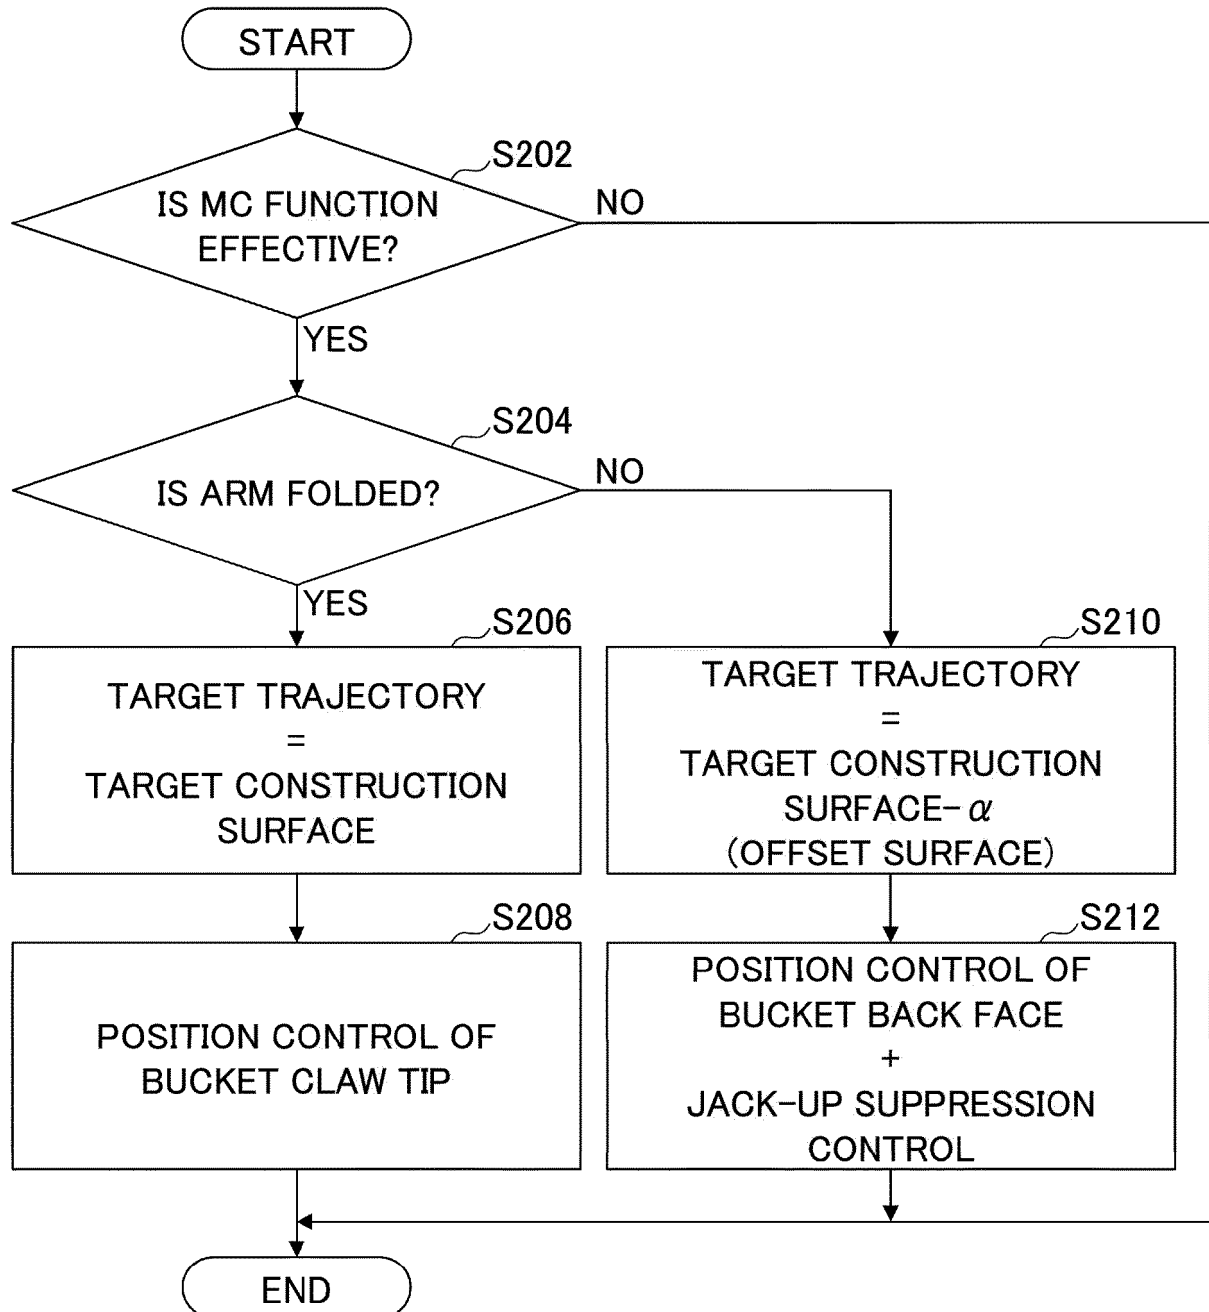 START
S202
IS MC FUNCTION
EFFECTIVE?
NO
YES
S204
IS ARM FOLDED?
NO
YES
S206
TARGET TRAJECTORY
=
TARGET CONSTRUCTION
SURFACE
S210
TARGET TRAJECTORY
=
TARGET CONSTRUCTION
SURFACE-α
(OFFSET SURFACE)
S208
POSITION CONTROL OF
BUCKET CLAW TIP
S212
POSITION CONTROL OF
BUCKET BACK FACE
+
JACK-UP SUPPRESSION
CONTROL
END